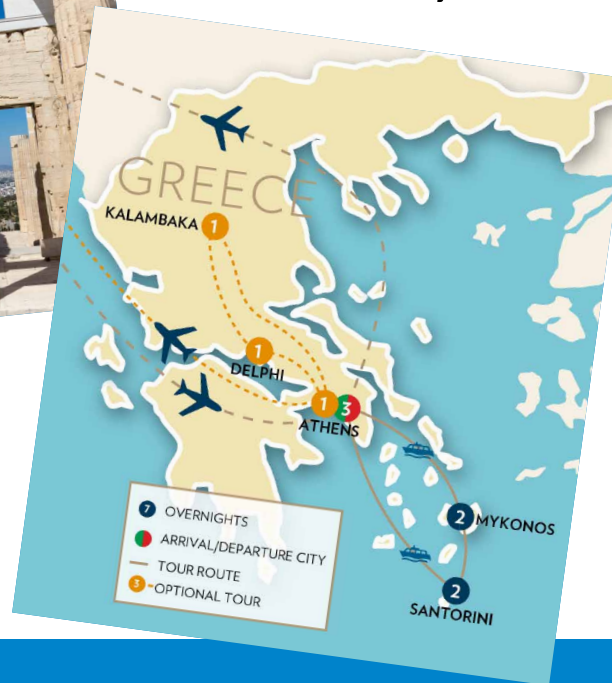 GREECE
KALAMBAKA
1
1
DELPHI
1
3
ATHENS
2
MYKONOS
2
SANTORINI
7 OVERNIGHTS
ARRIVAL/DEPARTURE CITY
TOUR ROUTE
3 OPTIONAL TOUR